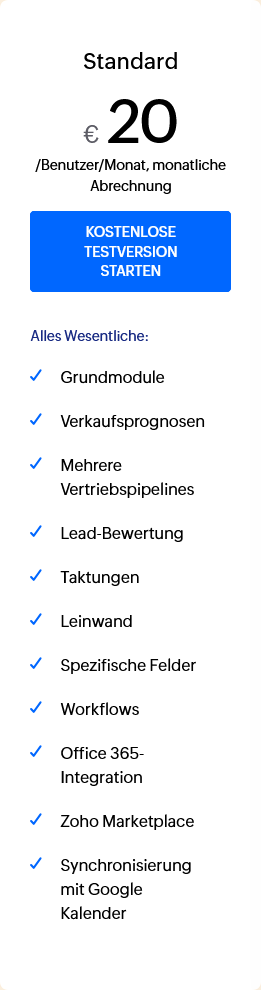 Standard
€ 20
/Benutzer/Monat, monatliche
Abrechnung
KOSTENLOSE
TESTVERSION
STARTEN
Alles Wesentliche:
Grundmodule
Verkaufsprognosen
Mehrere
Vertriebspipelines
Lead-Bewertung
Taktungen
Leinwand
Spezifische Felder
Workflows
Office 365-
Integration
Zoho Marketplace
Synchronisierung
mit Google
Kalender